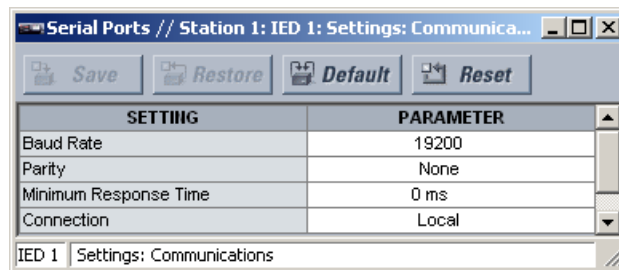 Serial Ports // Station 1: IED 1: Settings: Communica...
Save Restore Default Reset
SETTING PARAMETER
Baud Rate 19200
Parity None
Minimum Response Time 0 ms
Connection Local
IED 1 Settings: Communications